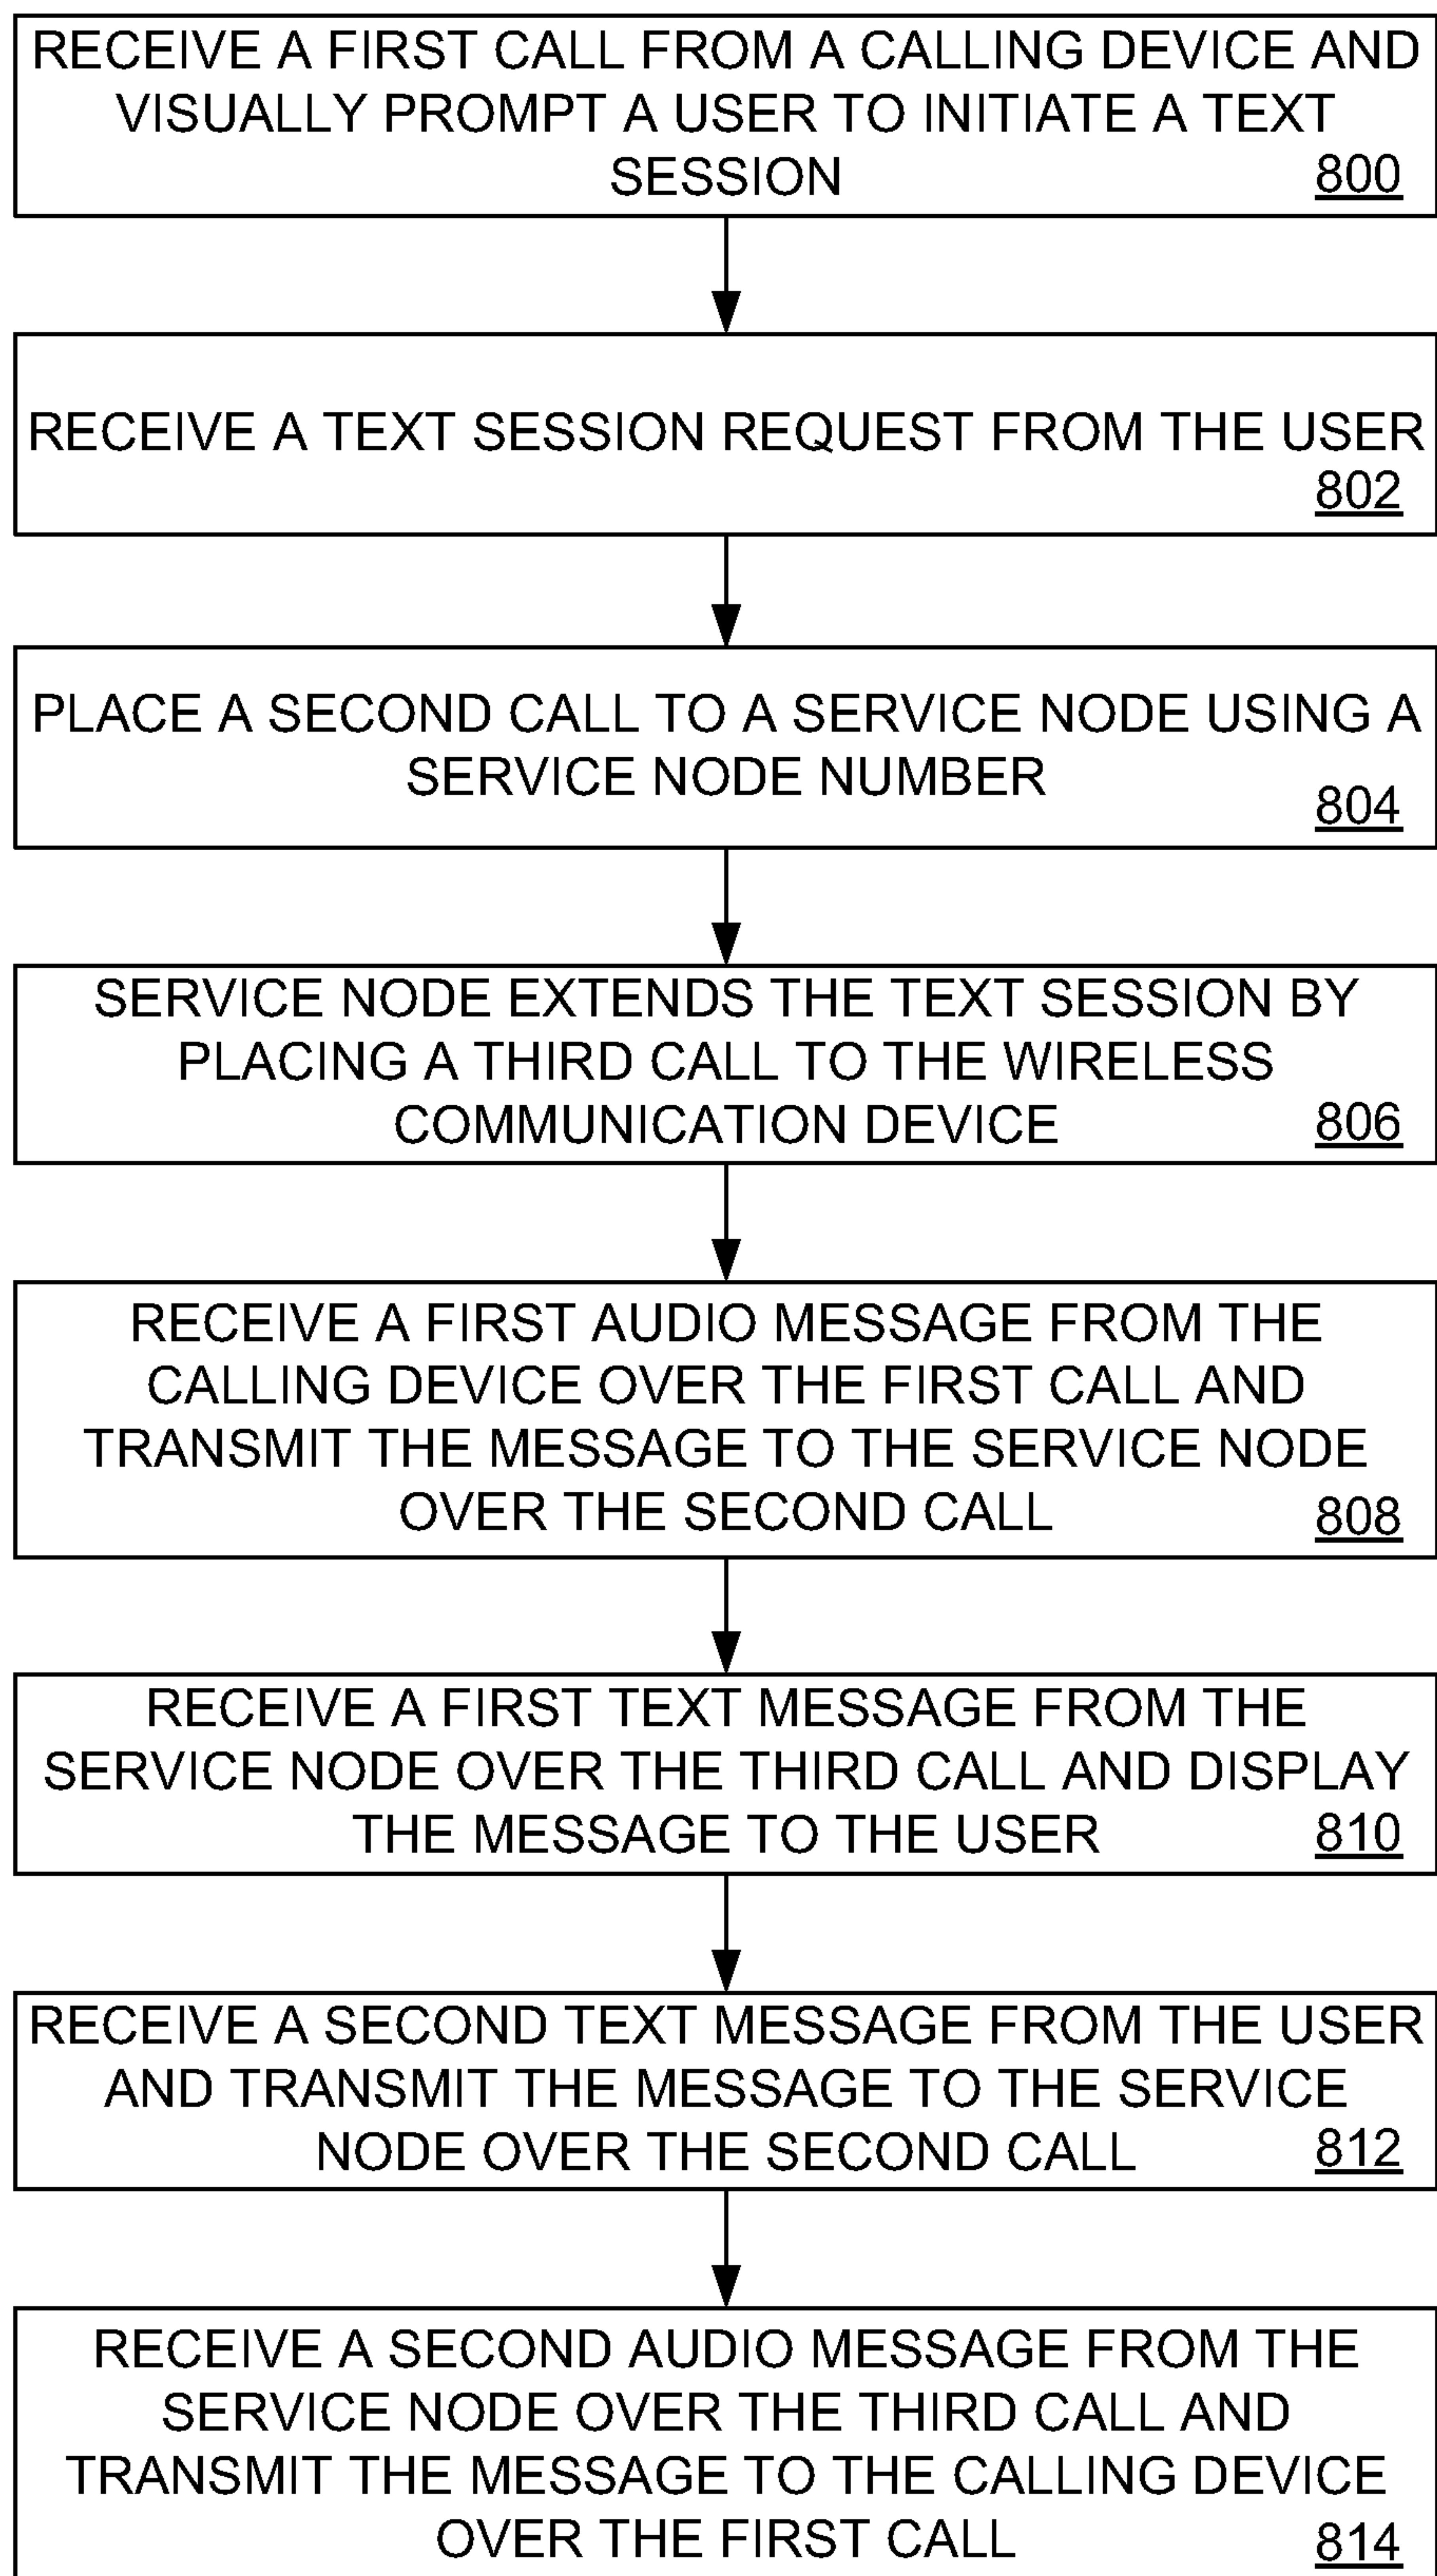 RECEIVE A FIRST CALL FROM A CALLING DEVICE AND
VISUALLY PROMPT A USER TO INITIATE A TEXT
SESSION
800
RECEIVE A TEXT SESSION REQUEST FROM THE USER
802
PLACE A SECOND CALL TO A SERVICE NODE USING A
SERVICE NODE NUMBER
804
SERVICE NODE EXTENDS THE TEXT SESSION BY
PLACING A THIRD CALL TO THE WIRELESS
COMMUNICATION DEVICE
806
RECEIVE A FIRST AUDIO MESSAGE FROM THE
CALLING DEVICE OVER THE FIRST CALL AND
TRANSMIT THE MESSAGE TO THE SERVICE NODE
OVER THE SECOND CALL
808
RECEIVE A FIRST TEXT MESSAGE FROM THE
SERVICE NODE OVER THE THIRD CALL AND DISPLAY
THE MESSAGE TO THE USER
810
RECEIVE A SECOND TEXT MESSAGE FROM THE USER
AND TRANSMIT THE MESSAGE TO THE SERVICE
NODE OVER THE SECOND CALL
812
RECEIVE A SECOND AUDIO MESSAGE FROM THE
SERVICE NODE OVER THE THIRD CALL AND
TRANSMIT THE MESSAGE TO THE CALLING DEVICE
OVER THE FIRST CALL
814